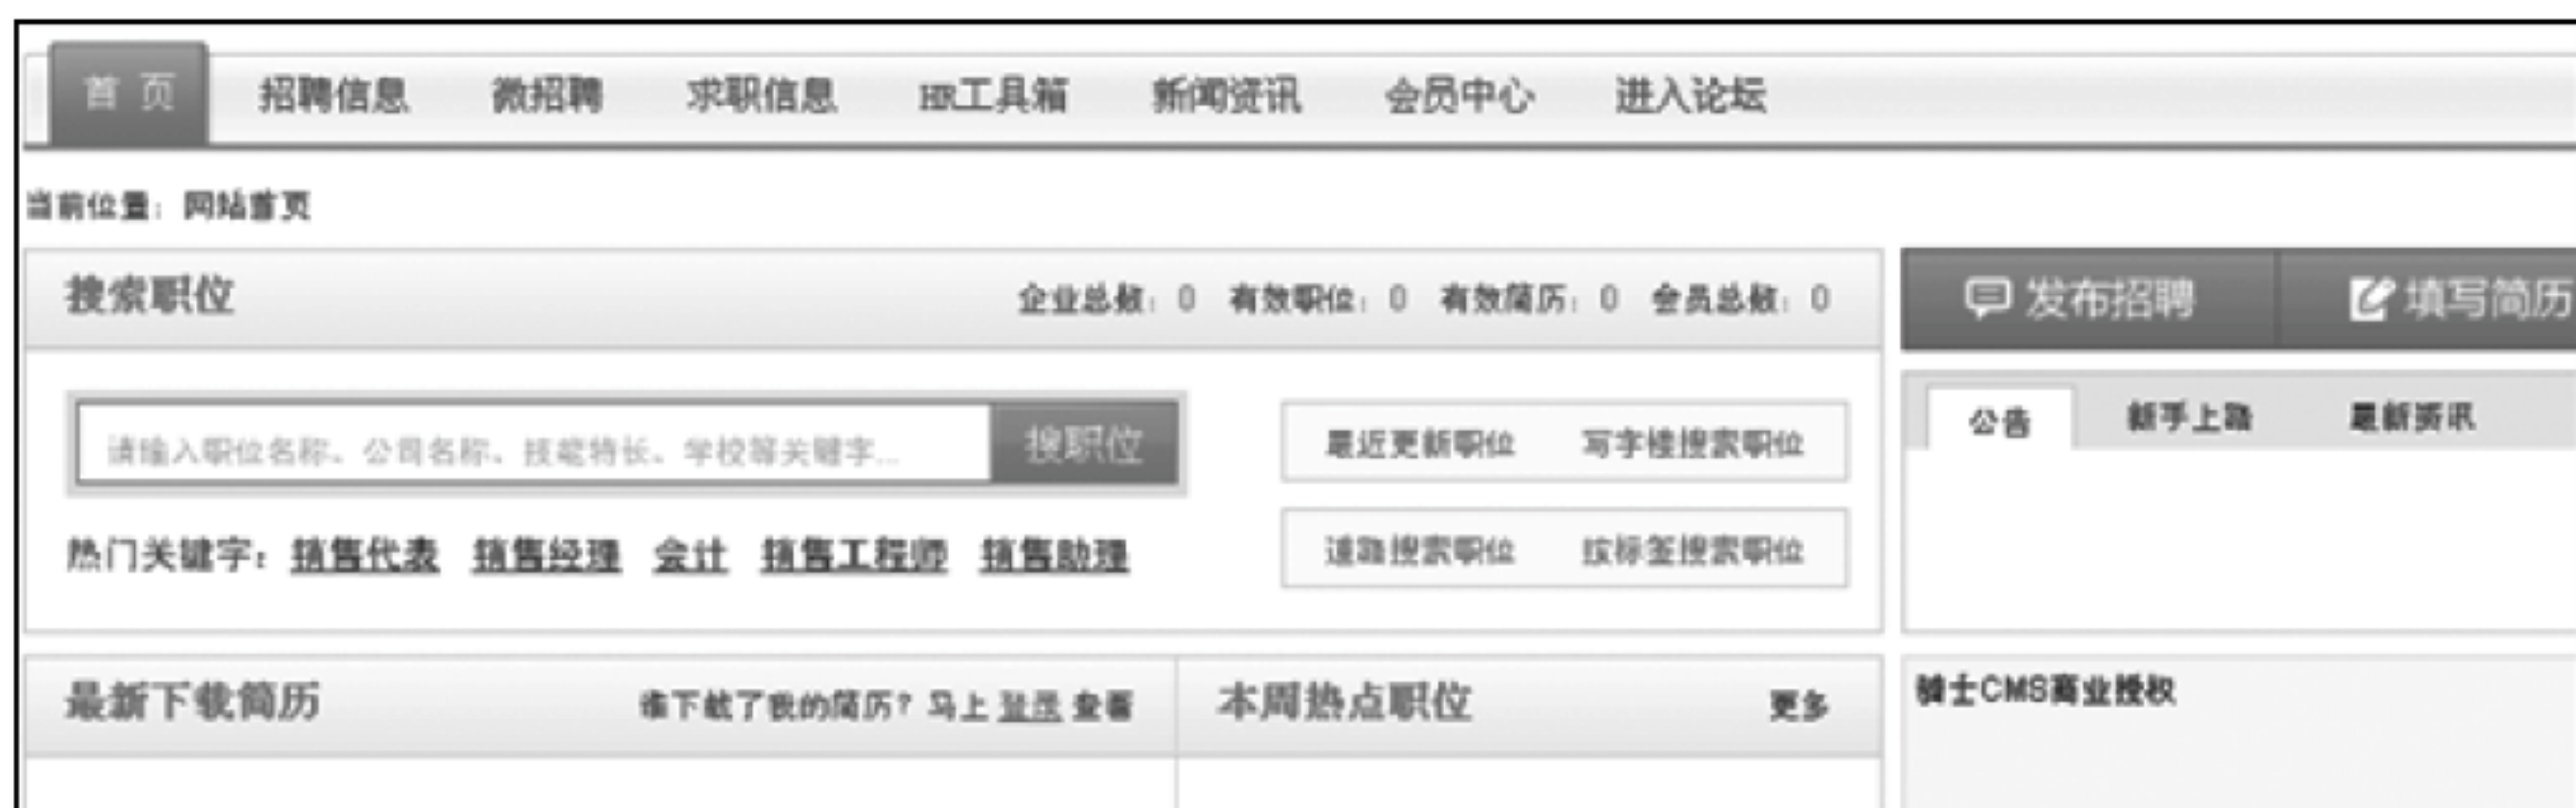 首 页 招聘信息 微招聘 求职信息 HR工具箱 新闻资讯 会员中心 进入论坛
当前位置：网站首页
搜索职位 企业总数：0 有效职位：0 有效简历：0 会员总数：0
发布招聘 填写简历
请输入职位名称、公司名称、技能特长、学校等关键字... 搜职位
最近更新职位 写字楼搜索职位
公告 新手上路 最新资讯
热门关键字：销售代表 销售经理 会计 销售工程师 销售助理
道路搜索职位 按标签搜索职位
最新下载简历 谁下载了我的简历？马上 登录 查看
本周热点职位 更多
骑士CMS商业授权